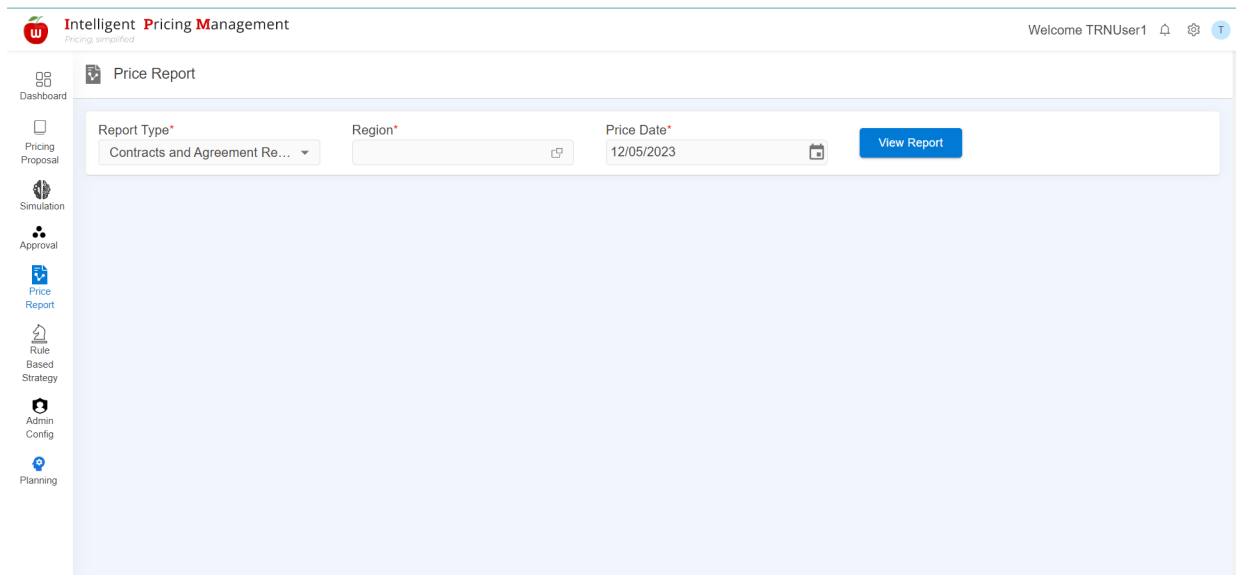 Intelligent Pricing Management
Pricing, simplified
Welcome TRNUser1
T
Dashboard
Pricing
Proposal
Simulation
Approval
Price
Report
Rule
Based
Strategy
Admin
Config
Planning
Price Report
Report Type*
Region*
Price Date*
Contracts and Agreement Re...
12/05/2023
View Report